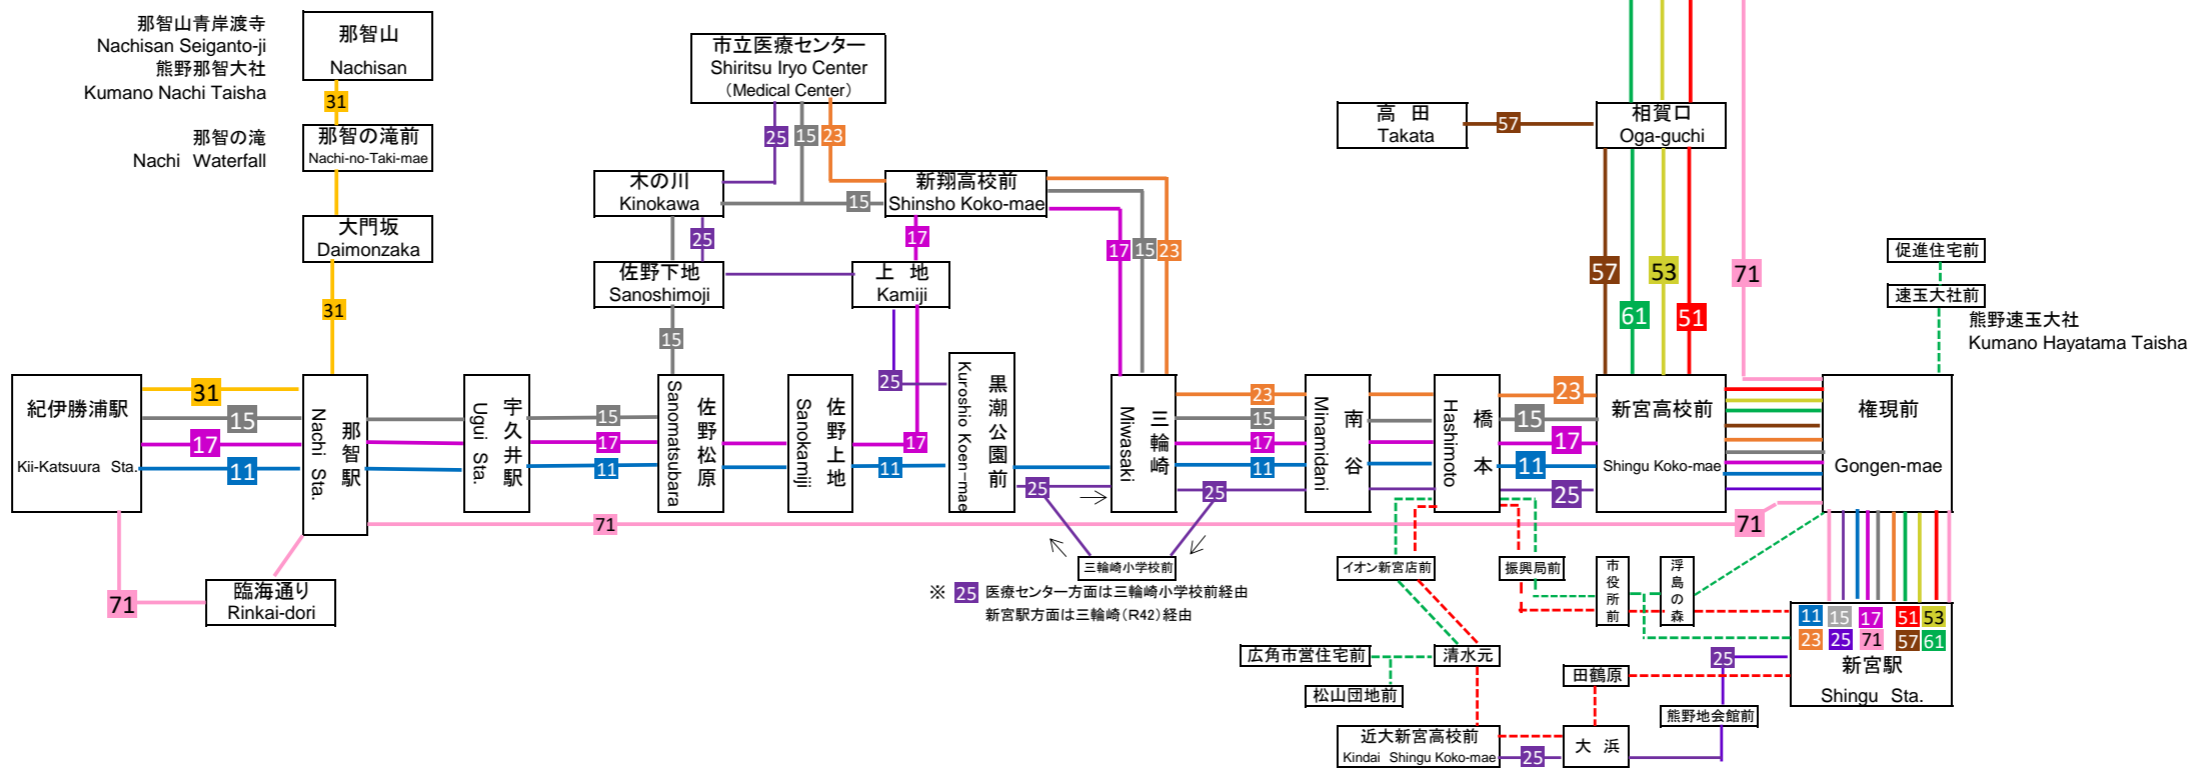 那智山青岸渡寺
Nachisan Seiganto-ji
熊野那智大社
Kumano Nachi Taisha
那智山
Nachisan
31
那智の滝
Nachi Waterfall
那智の滝前
Nachi-no-Taki-mae
大門坂
Daimonzaka
31
市立医療センター
Shiritsu Iryo Center
(Medical Center)
25
15
23
木の川
Kinokawa
15
新翔高校前
Shinsho Koko-mae
25
17
17
15
23
佐野下地
Sanoshimoji
上 地
Kamiji
15
25
17
高 田
Takata
57
相賀口
Oga-guchi
57
61
53
51
71
促進住宅前
速玉大社前
熊野速玉大社
Kumano Hayatama Taisha
紀伊勝浦駅
Kii-Katsuura Sta.
31
15
17
11
那智駅
Nachi Sta.
宇久井駅
Ugui Sta.
15
17
11
佐野松原
Sanomatsubara
佐野上地
Sanokamiji
11
黒潮公園前
Kuroshio Koen-mae
25
三輪崎
Miwasaki
→
23
15
17
11
25
南谷
Minamidani
橋本
Hashimoto
23
15
17
11
25
新宮高校前
Shingu Koko-mae
権現前
Gongen-mae
71
71
71
臨海通り
Rinkai-dori
三輪崎小学校前
※ 25 医療センター方面は三輪崎小学校前経由
新宮駅方面は三輪崎(R42)経由
イオン新宮店前
振興局前
市役所前
浮島の森
広角市営住宅前
清水元
松山団地前
近大新宮高校前
Kindai Shingu Koko-mae
25
大 浜
田鶴原
25
熊野地会館前
11 15 17 51 53
23 25 71 57 61
新宮駅
Shingu Sta.